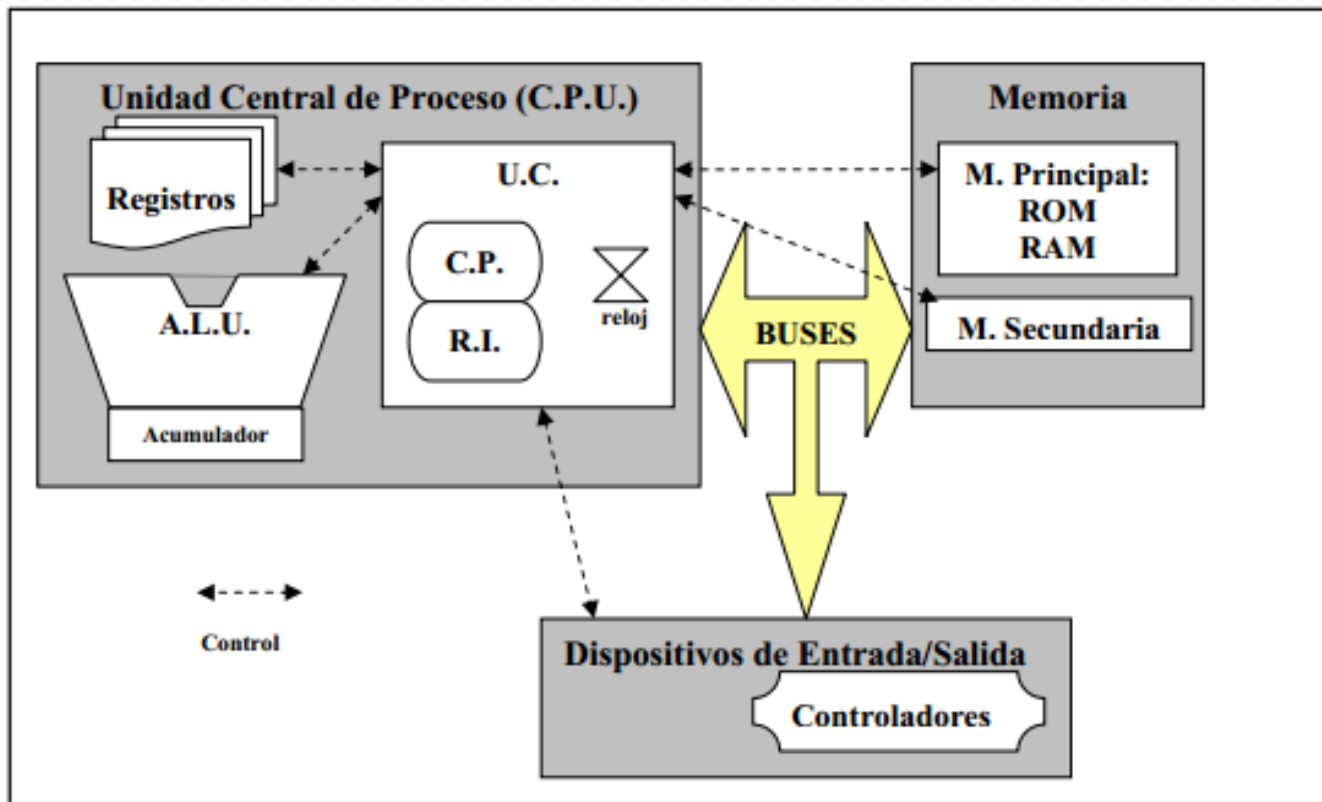 Unidad Central de Proceso (C.P.U.)
Registros
A.L.U.
Acumulador
U.C.
C.P.
R.I.
reloj
BUSES
Memoria
M. Principal:
ROM
RAM
M. Secundaria
Control
Dispositivos de Entrada/Salida
Controladores